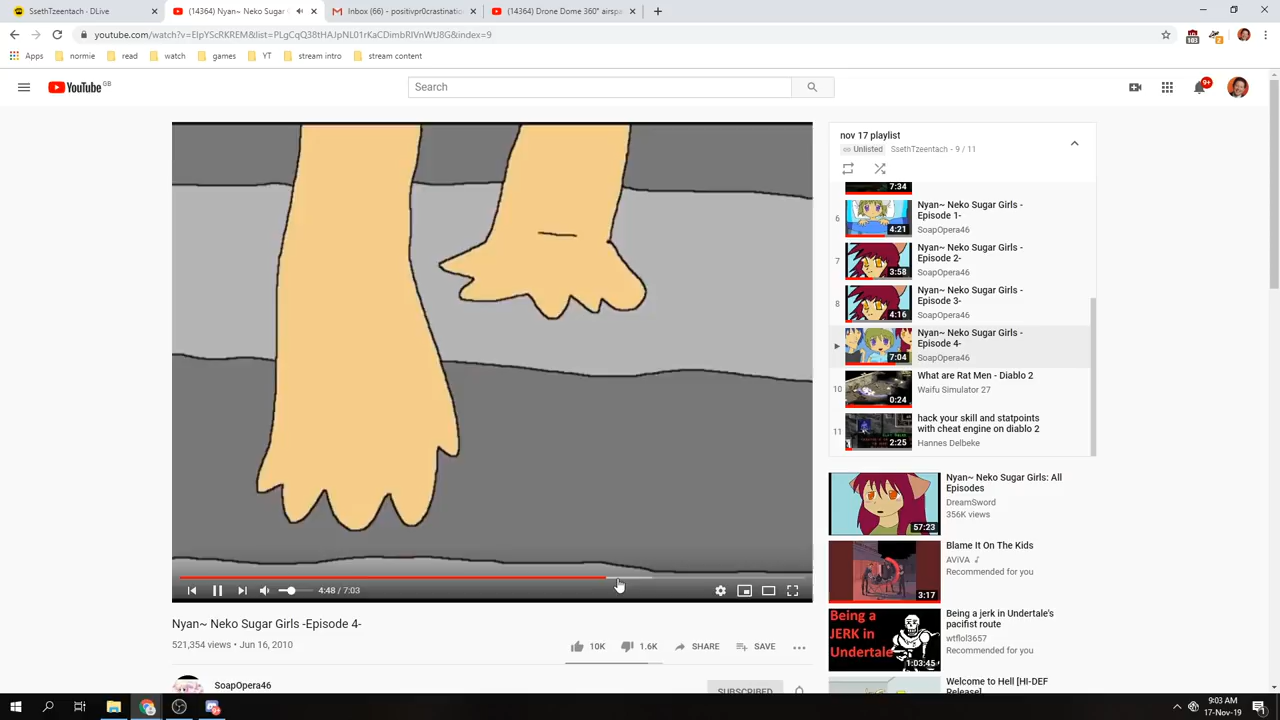 SsethTzeentach - DLive
(14364) Nyan~ Neko Sugar G
Inbox (66) - positivpr0crastination
(14364) Drone Dome 360° airspa
youtube.com/watch?v=ElpYScRKREM&list=PLgCqQ38tHAJpNL01rKaCDimbRIVnWtJ8G&index=9
103
2
Apps
normie
read
watch
games
YT
stream intro
stream content
YouTube GB
Search
9+
nov 17 playlist
Unlisted
SsethTzeentach - 9 / 11
7:34
6
4:21
Nyan~ Neko Sugar Girls -
Episode 1-
SoapOpera46
7
3:58
Nyan~ Neko Sugar Girls -
Episode 2-
SoapOpera46
8
4:16
Nyan~ Neko Sugar Girls -
Episode 3-
SoapOpera46
7:04
Nyan~ Neko Sugar Girls -
Episode 4-
SoapOpera46
10
0:24
What are Rat Men - Diablo 2
Waifu Simulator 27
11
2:25
hack your skill and statpoints
with cheat engine on diablo 2
Hannes Delbeke
4:48 / 7:03
Nyan~ Neko Sugar Girls -Episode 4-
521,354 views • Jun 16, 2010
10K
1.6K
SHARE
SAVE
SoapOpera46
SUBSCRIBED
57:23
Nyan~ Neko Sugar Girls: All
Episodes
DreamSword
356K views
3:17
Blame It On The Kids
AViVA
Recommended for you
Being a
JERK in
Undertale
1:03:45
Being a jerk in Undertale's
pacifist route
wtflol3657
Recommended for you
Welcome to Hell [HI-DEF
Release]
9:03 AM
17-Nov-19
1